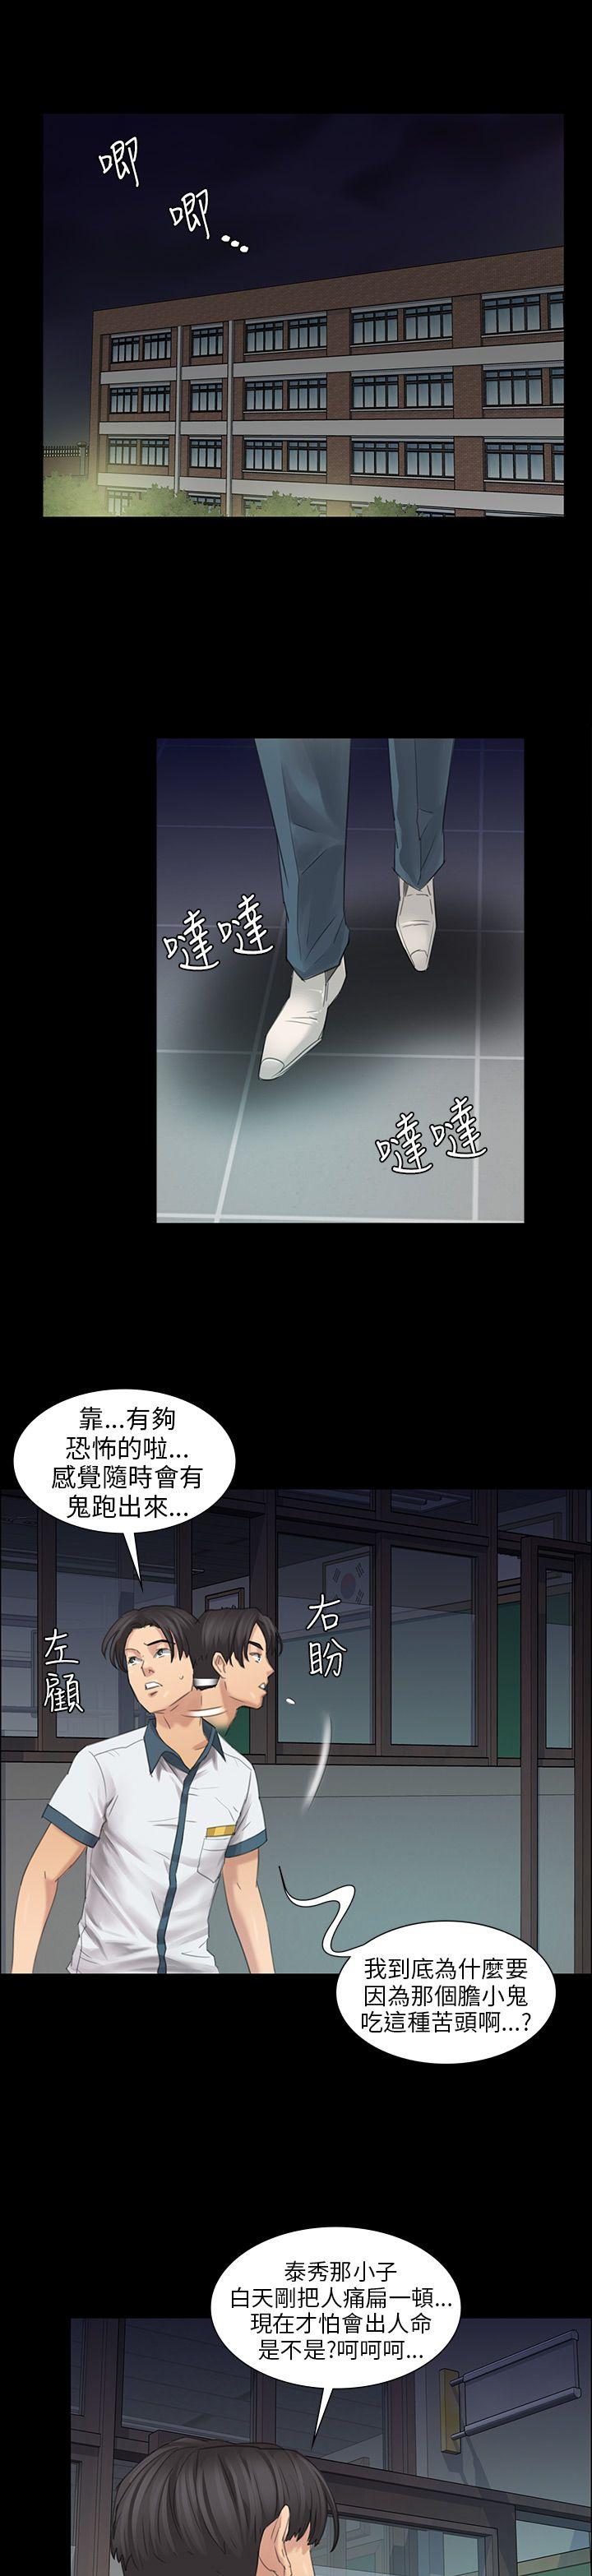 唧
唧...
噠噠
噠噠
靠...有夠
恐怖的啦...
感覺隨時會有
鬼跑出來...
左顧
右盼
我到底為什麼要
因為那個膽小鬼
吃這種苦頭啊...?
泰秀那小子
白天剛把人痛扁一頓...
現在才怕會出人命
是不是?呵呵呵...